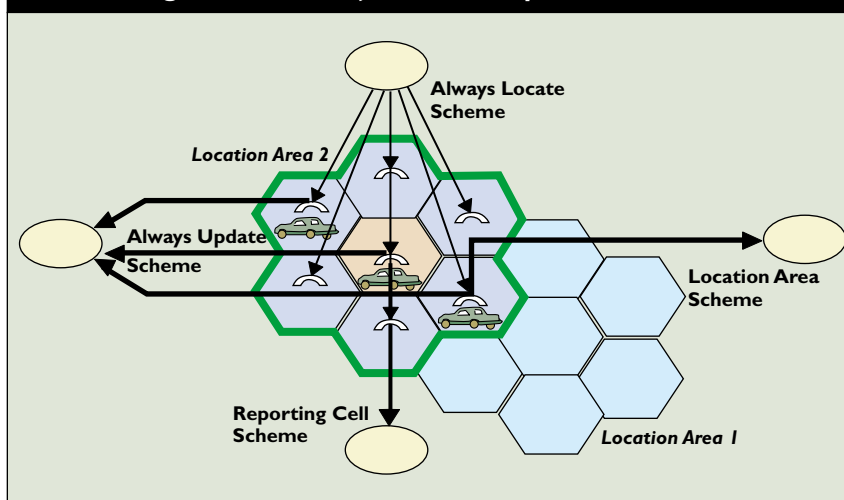 Always Locate
Scheme
Location Area 2
Always Update
Scheme
Location Area
Scheme
Reporting Cell
Scheme
Location Area 1